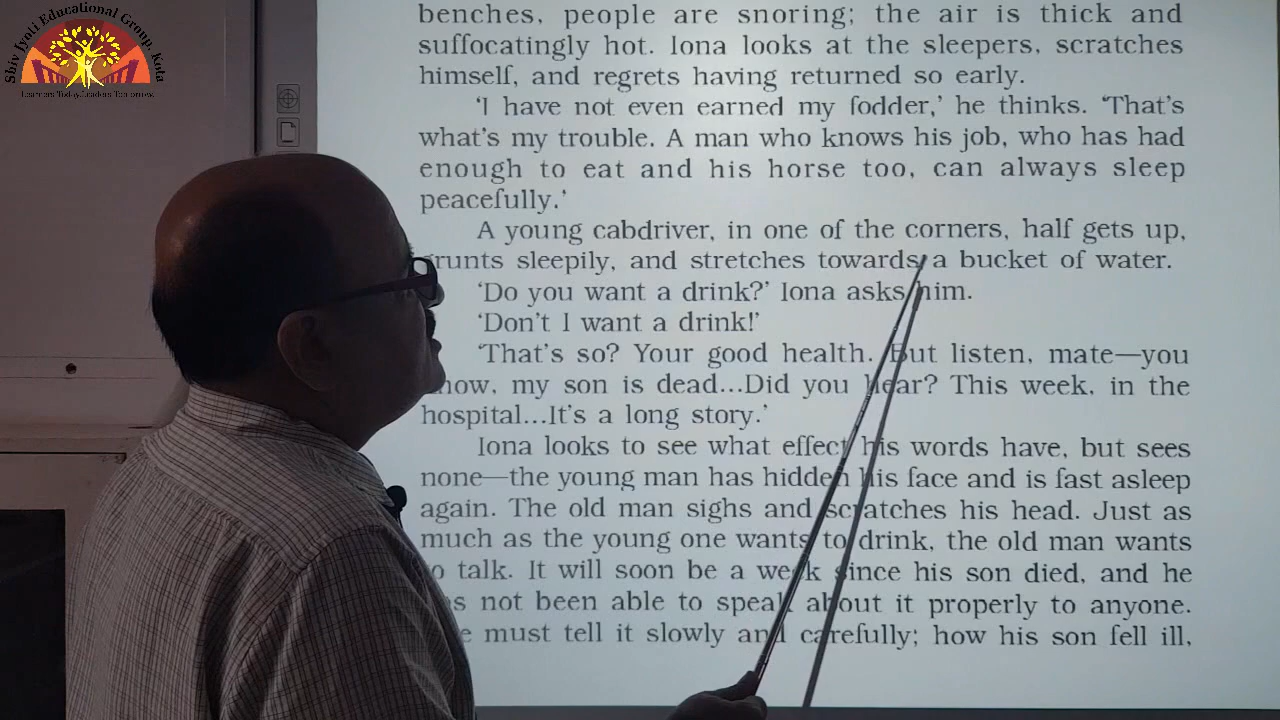 Shiv Jyoti Educational Group, Kota
Learners Today, Leaders Tomorrow
benches, people are snoring; the air is thick and
suffocatingly hot. Iona looks at the sleepers, scratches
himself, and regrets having returned so early.
‘I have not even earned my fodder,’ he thinks. ‘That’s
what’s my trouble. A man who knows his job, who has had
enough to eat and his horse too, can always sleep
peacefully.’
A young cabdriver, in one of the corners, half gets up,
grunts sleepily, and stretches towards a bucket of water.
‘Do you want a drink?’ Iona asks him.
‘Don’t I want a drink!’
‘That’s so? Your good health. But listen, mate—you
know, my son is dead...Did you hear? This week, in the
hospital...It’s a long story.’
Iona looks to see what effect his words have, but sees
none—the young man has hidden his face and is fast asleep
again. The old man sighs and scratches his head. Just as
much as the young one wants to drink, the old man wants
to talk. It will soon be a week since his son died, and he
has not been able to speak about it properly to anyone.
He must tell it slowly and carefully; how his son fell ill,